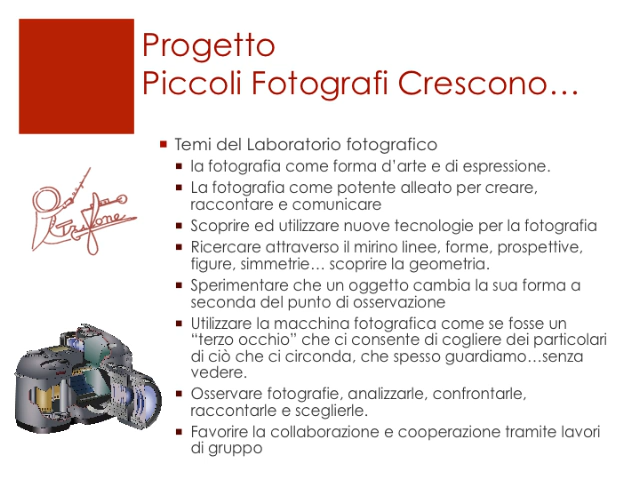 Progetto
Piccoli Fotografi Crescono…
Temi del Laboratorio fotografico
la fotografia come forma d’arte e di espressione.
La fotografia come potente alleato per creare,
raccontare e comunicare
Scoprire ed utilizzare nuove tecnologie per la fotografia
Ricercare attraverso il mirino linee, forme, prospettive,
figure, simmetrie… scoprire la geometria.
Sperimentare che un oggetto cambia la sua forma a
seconda del punto di osservazione
Utilizzare la macchina fotografica come se fosse un
“terzo occhio” che ci consente di cogliere dei particolari
di ciò che ci circonda, che spesso guardiamo…senza
vedere.
Osservare fotografie, analizzarle, confrontarle,
raccontarle e sceglierle.
Favorire la collaborazione e cooperazione tramite lavori
di gruppo